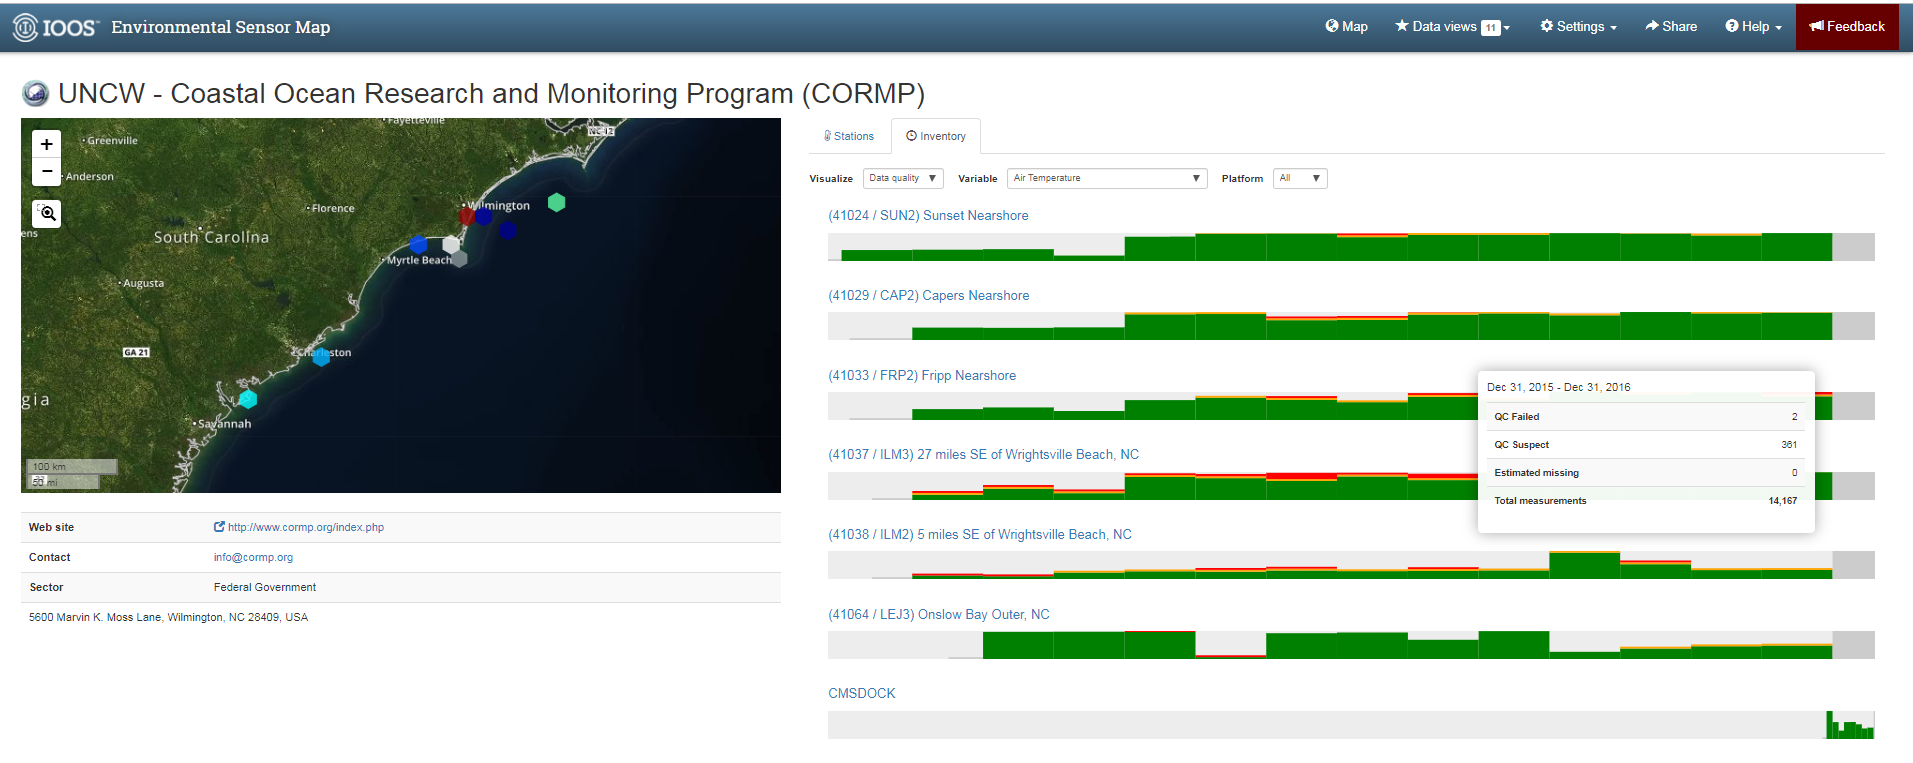 IOOS™ Environmental Sensor Map
Map
Data views 11
Settings
Share
Help
Feedback
UNCW - Coastal Ocean Research and Monitoring Program (CORMP)
+
−
Fayetteville
NC 12
Greenville
Anderson
Wilmington
Florence
ens
South Carolina
Myrtle Beach
Augusta
GA 21
Charleston
gia
Savannah
100 km
50 mi
Web site http://www.cormp.org/index.php
Contact info@cormp.org
Sector Federal Government
5600 Marvin K. Moss Lane, Wilmington, NC 28409, USA
Stations Inventory
Visualize Data quality Variable Air Temperature Platform All
(41024 / SUN2) Sunset Nearshore
(41029 / CAP2) Capers Nearshore
(41033 / FRP2) Fripp Nearshore
Dec 31, 2015 - Dec 31, 2016
QC Failed 2
QC Suspect 361
Estimated missing 0
Total measurements 14,167
(41037 / ILM3) 27 miles SE of Wrightsville Beach, NC
(41038 / ILM2) 5 miles SE of Wrightsville Beach, NC
(41064 / LEJ3) Onslow Bay Outer, NC
CMSDOCK